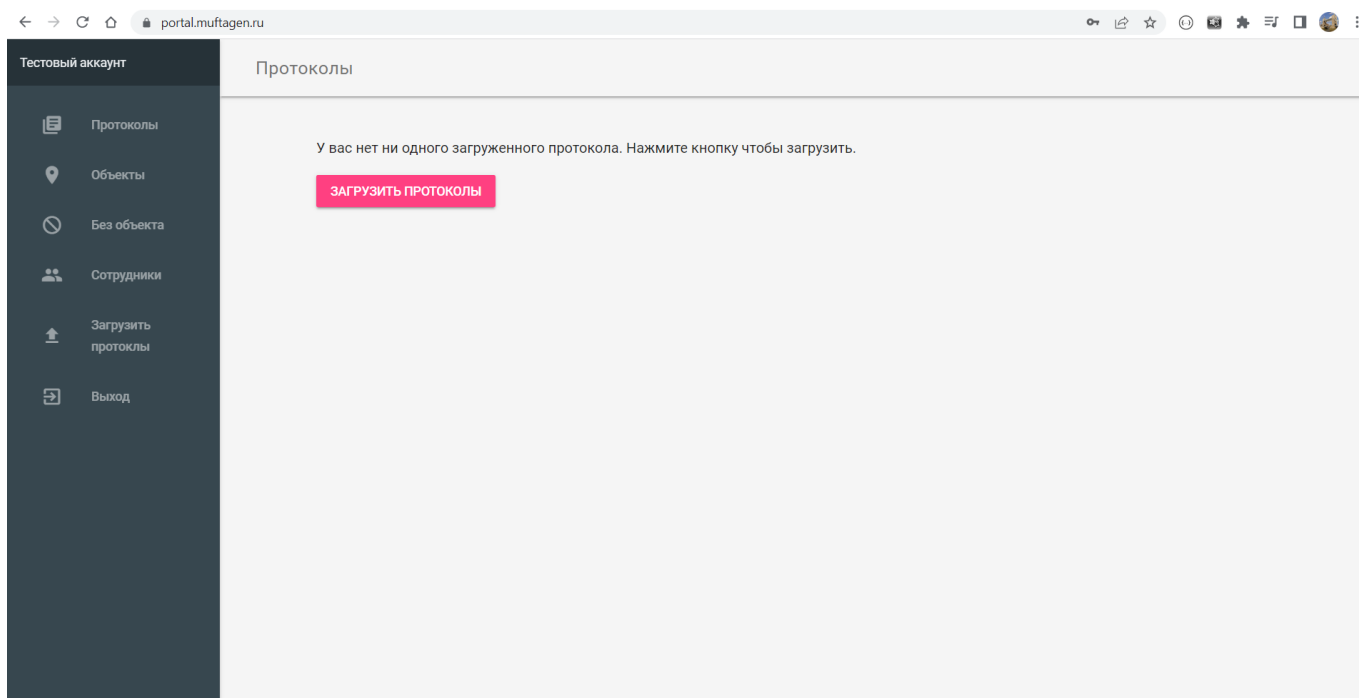 portal.muftagen.ru
Тестовый аккаунт
Протоколы
Объекты
Без объекта
Сотрудники
Загрузить
протоклы
Выход
Протоколы
У вас нет ни одного загруженного протокола. Нажмите кнопку чтобы загрузить.
ЗАГРУЗИТЬ ПРОТОКОЛЫ